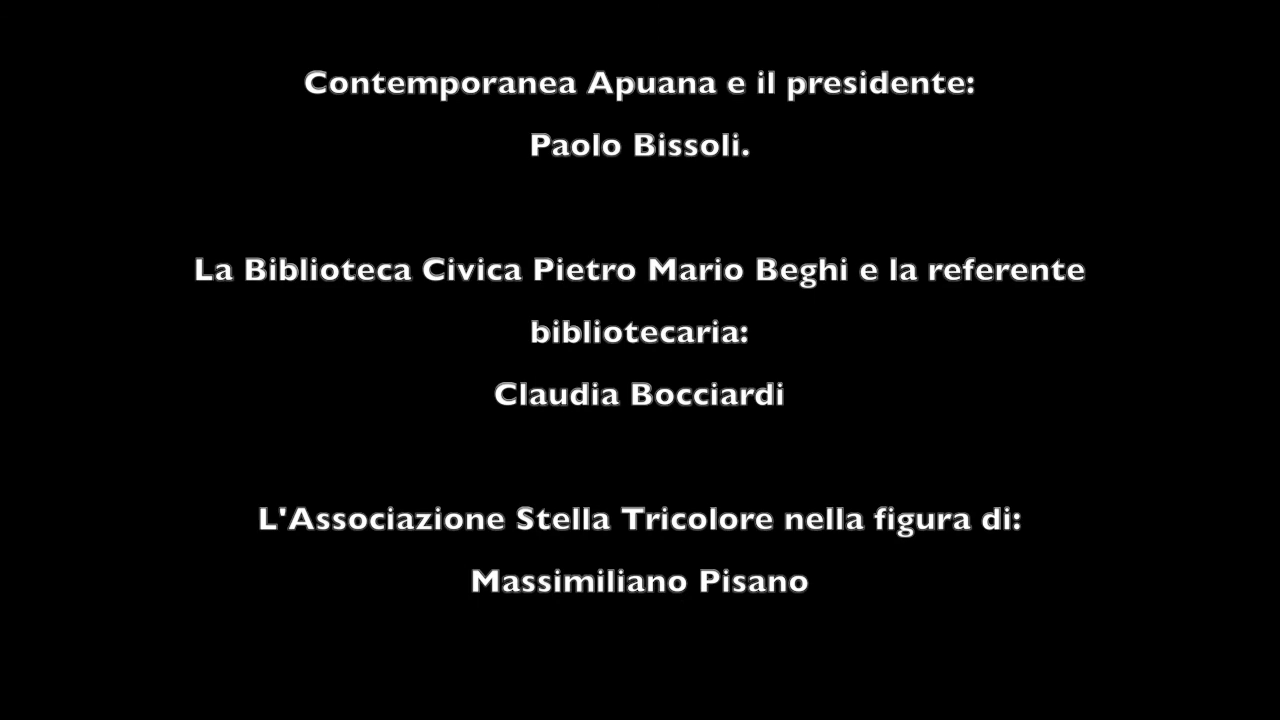 Contemporanea Apuana e il presidente:
Paolo Bissoli.
La Biblioteca Civica Pietro Mario Beghi e la referente
bibliotecaria:
Claudia Bocciardi
L'Associazione Stella Tricolore nella figura di:
Massimiliano Pisano